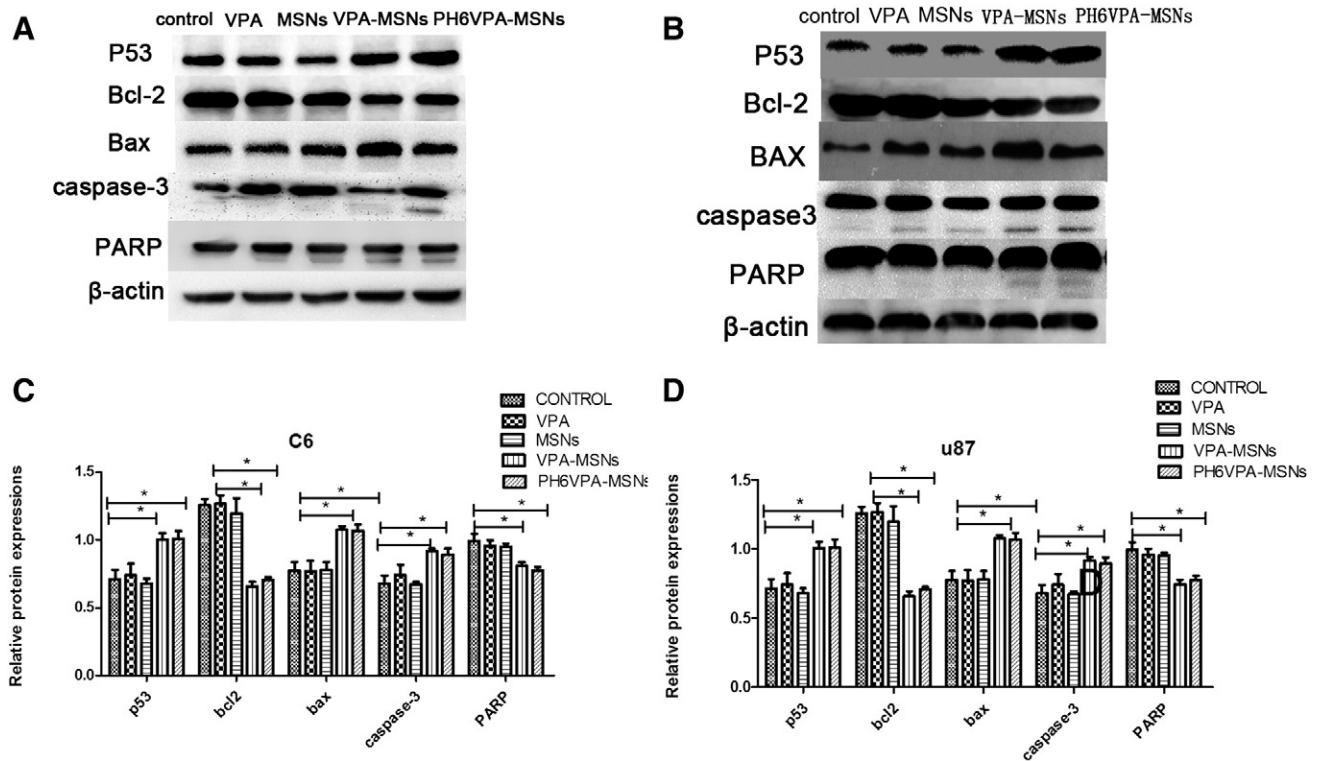 A
control VPA MSNs VPA-MSNs PH6VPA-MSNs
P53
Bcl-2
Bax
caspase-3
PARP
β-actin
B
control VPA MSNs VPA-MSNs PH6VPA-MSNs
P53
Bcl-2
BAX
caspase3
PARP
β-actin
C
C6
CONTROL
VPA
MSNs
VPA-MSNs
PH6VPA-MSNs
Relative protein expressions
1.5
1.0
0.5
0.0
* * * * * * * * * *
p53
bcl2
bax
caspase-3
PARP
D
u87
CONTROL
VPA
MSNs
VPA-MSNs
PH6VPA-MSNs
Relative protein expressions
1.5
1.0
0.5
0.0
* * * * * * * * * *
D
p53
bcl2
bax
caspase-3
PARP